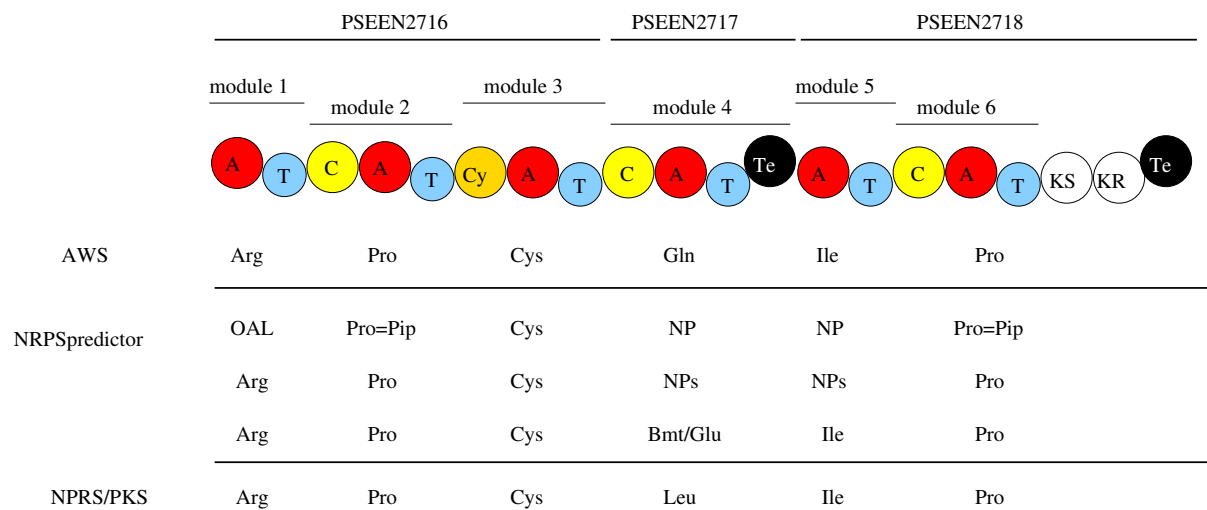 PSEEN2716 PSEEN2717 PSEEN2718
module 1 module 3 module 5
module 2 module 4 module 6
A T C A T Cy A T C A T Te A T C A T KS KR Te
AWS Arg Pro Cys Gln Ile Pro
OAL Pro=Pip Cys NP NP Pro=Pip
NRPSpredictor
Arg Pro Cys NPs NPs Pro
Arg Pro Cys Bmt/Glu Ile Pro
NPRS/PKS Arg Pro Cys Leu Ile Pro